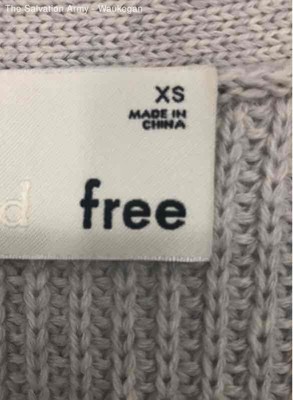 The Salvation Army - Waukegan
XS
MADE IN
CHINA
d free